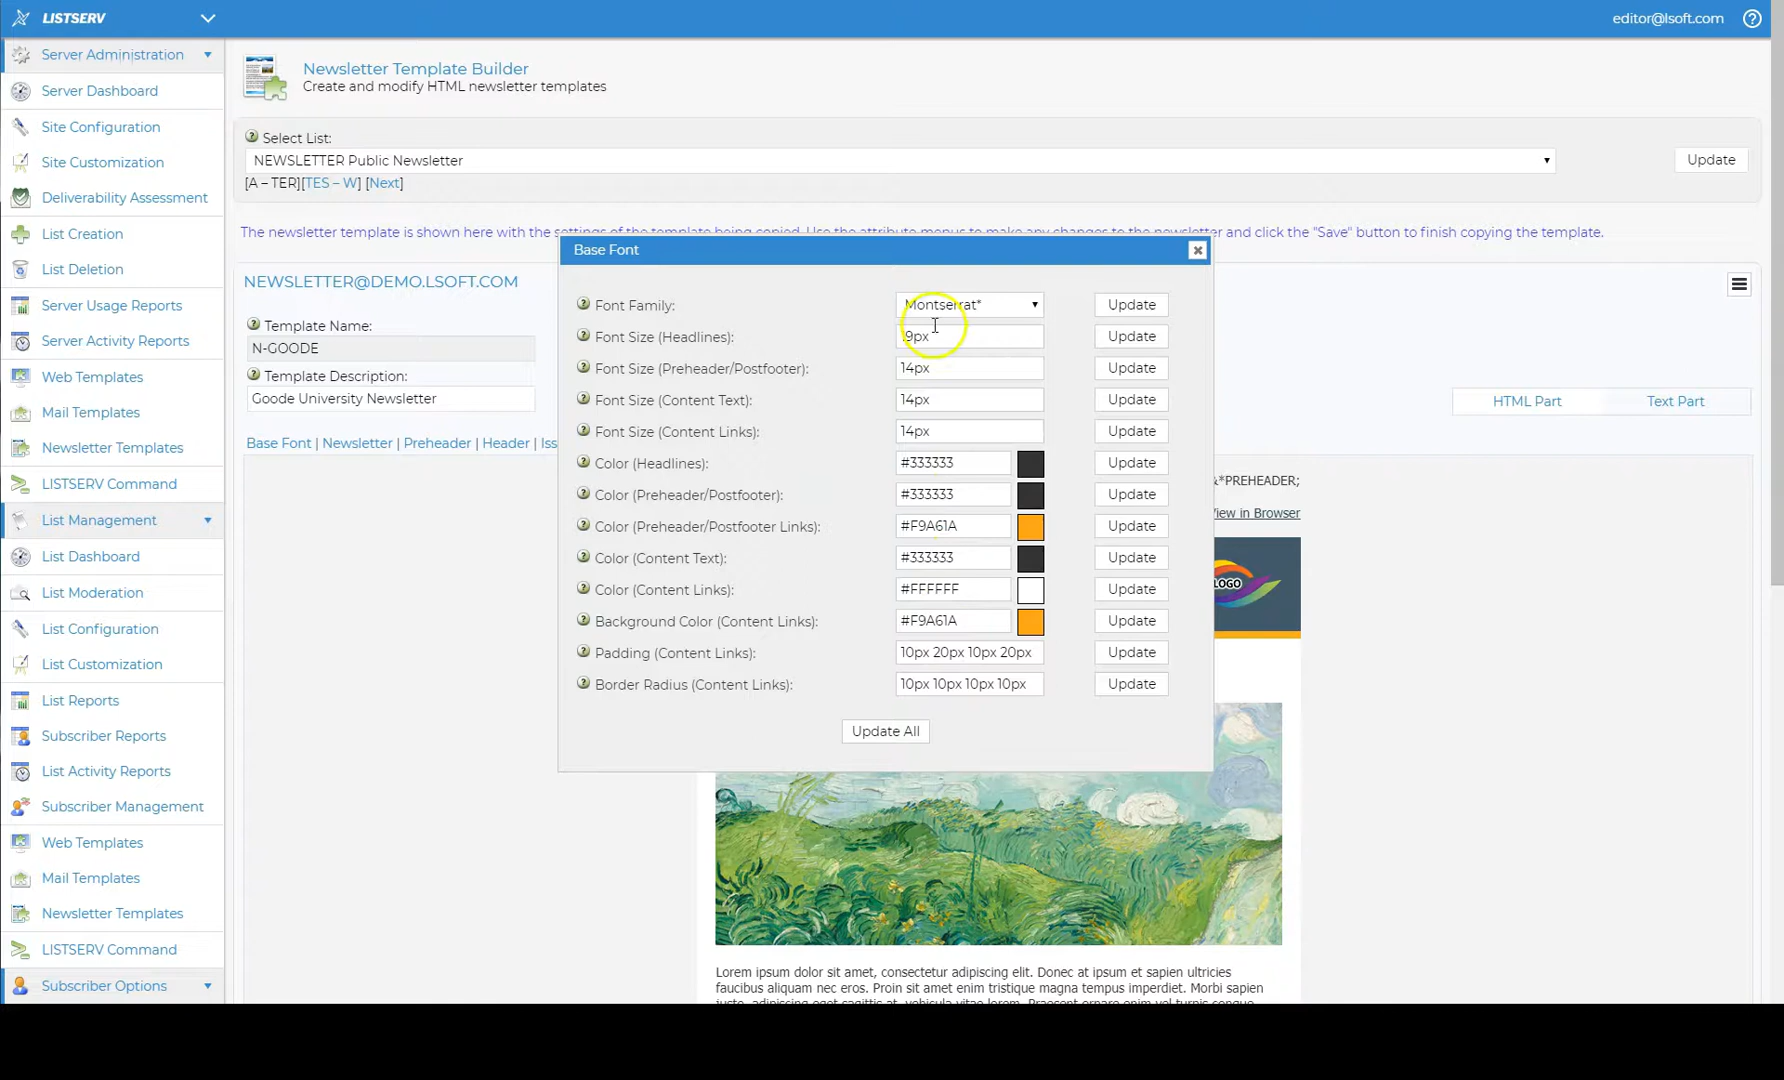 LISTSERV
editor@lsoft.com
Server Administration
Server Dashboard
Site Configuration
Site Customization
Deliverability Assessment
List Creation
List Deletion
Server Usage Reports
Server Activity Reports
Web Templates
Mail Templates
Newsletter Templates
LISTSERV Command
List Management
List Dashboard
List Moderation
List Configuration
List Customization
List Reports
Subscriber Reports
List Activity Reports
Subscriber Management
Web Templates
Mail Templates
Newsletter Templates
LISTSERV Command
Subscriber Options
Newsletter Template Builder
Create and modify HTML newsletter templates
Select List:
NEWSLETTER Public Newsletter
Update
[A – TER][TES – W] [Next]
The newsletter template is shown here with the settings of the template being copied. Use the attribute menus to make any changes to the newsletter and click the "Save" button to finish copying the template.
NEWSLETTER@DEMO.LSOFT.COM
Template Name:
N-GOODE
Template Description:
Goode University Newsletter
HTML Part
Text Part
Base Font | Newsletter | Preheader | Header | Iss
Base Font
Font Family: Montserrat* Update
Font Size (Headlines): 9px Update
Font Size (Preheader/Postfooter): 14px Update
Font Size (Content Text): 14px Update
Font Size (Content Links): 14px Update
Color (Headlines): #333333 Update
Color (Preheader/Postfooter): #333333 Update
Color (Preheader/Postfooter Links): #F9A61A Update
Color (Content Text): #333333 Update
Color (Content Links): #FFFFFF Update
Background Color (Content Links): #F9A61A Update
Padding (Content Links): 10px 20px 10px 20px Update
Border Radius (Content Links): 10px 10px 10px 10px Update
Update All
&*PREHEADER;
View in Browser
LOGO
Lorem ipsum dolor sit amet, consectetur adipiscing elit. Donec at ipsum et sapien ultricies
faucibus aliquam nec eros. Proin sit amet enim tristique magna tempus imperdiet. Morbi sapien